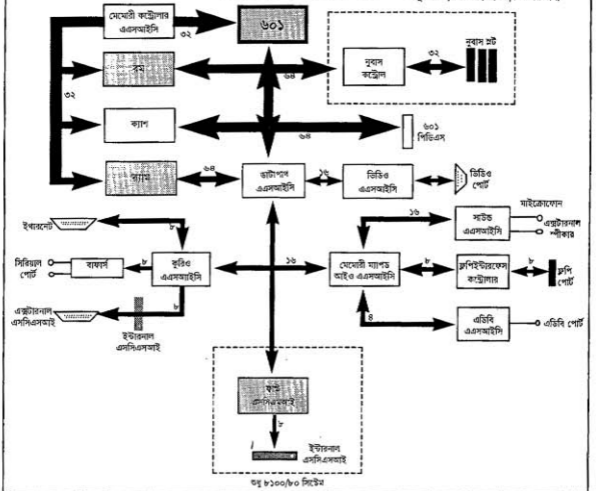 মেমোরী কন্ট্রোলার
এএসআইসি
৩২
৬০১
রম
৬৪
নুবাস
কন্ট্রোল
৩২
নুবাস স্লট
৩২
ক্যাশ
৬৪
৬০১
পিডিএস
র‍্যাম
৬৪
ডাটাপাথ
এএসআইসি
১৬
ভিডিও
এএসআইসি
ভিডিও
পোর্ট
ইথারনেট
৮
সিরিয়াল
পোর্ট
বাফার্স
৮
কুরিও
এএসআইসি
১৬
মেমোরী ম্যাপড
আইও এএসআইসি
১৬
সাউন্ড
এএসআইসি
মাইক্রোফোন
এক্সটারনাল
স্পীকার
৮
ফ্লপিইন্টারফেস
কন্ট্রোলার
৮
ফ্লপি
পোর্ট
এক্সটারনাল
এসসিএসআই
৮
ইন্টারনাল
এসসিএসআই
৪
এডিবি
এএসআইসি
এডিবি পোর্ট
ফাস্ট
এসসিএসআই
৮
ইন্টারনাল
এসসিএসআই
শুধু ৮১০০/৮০ সিস্টেম